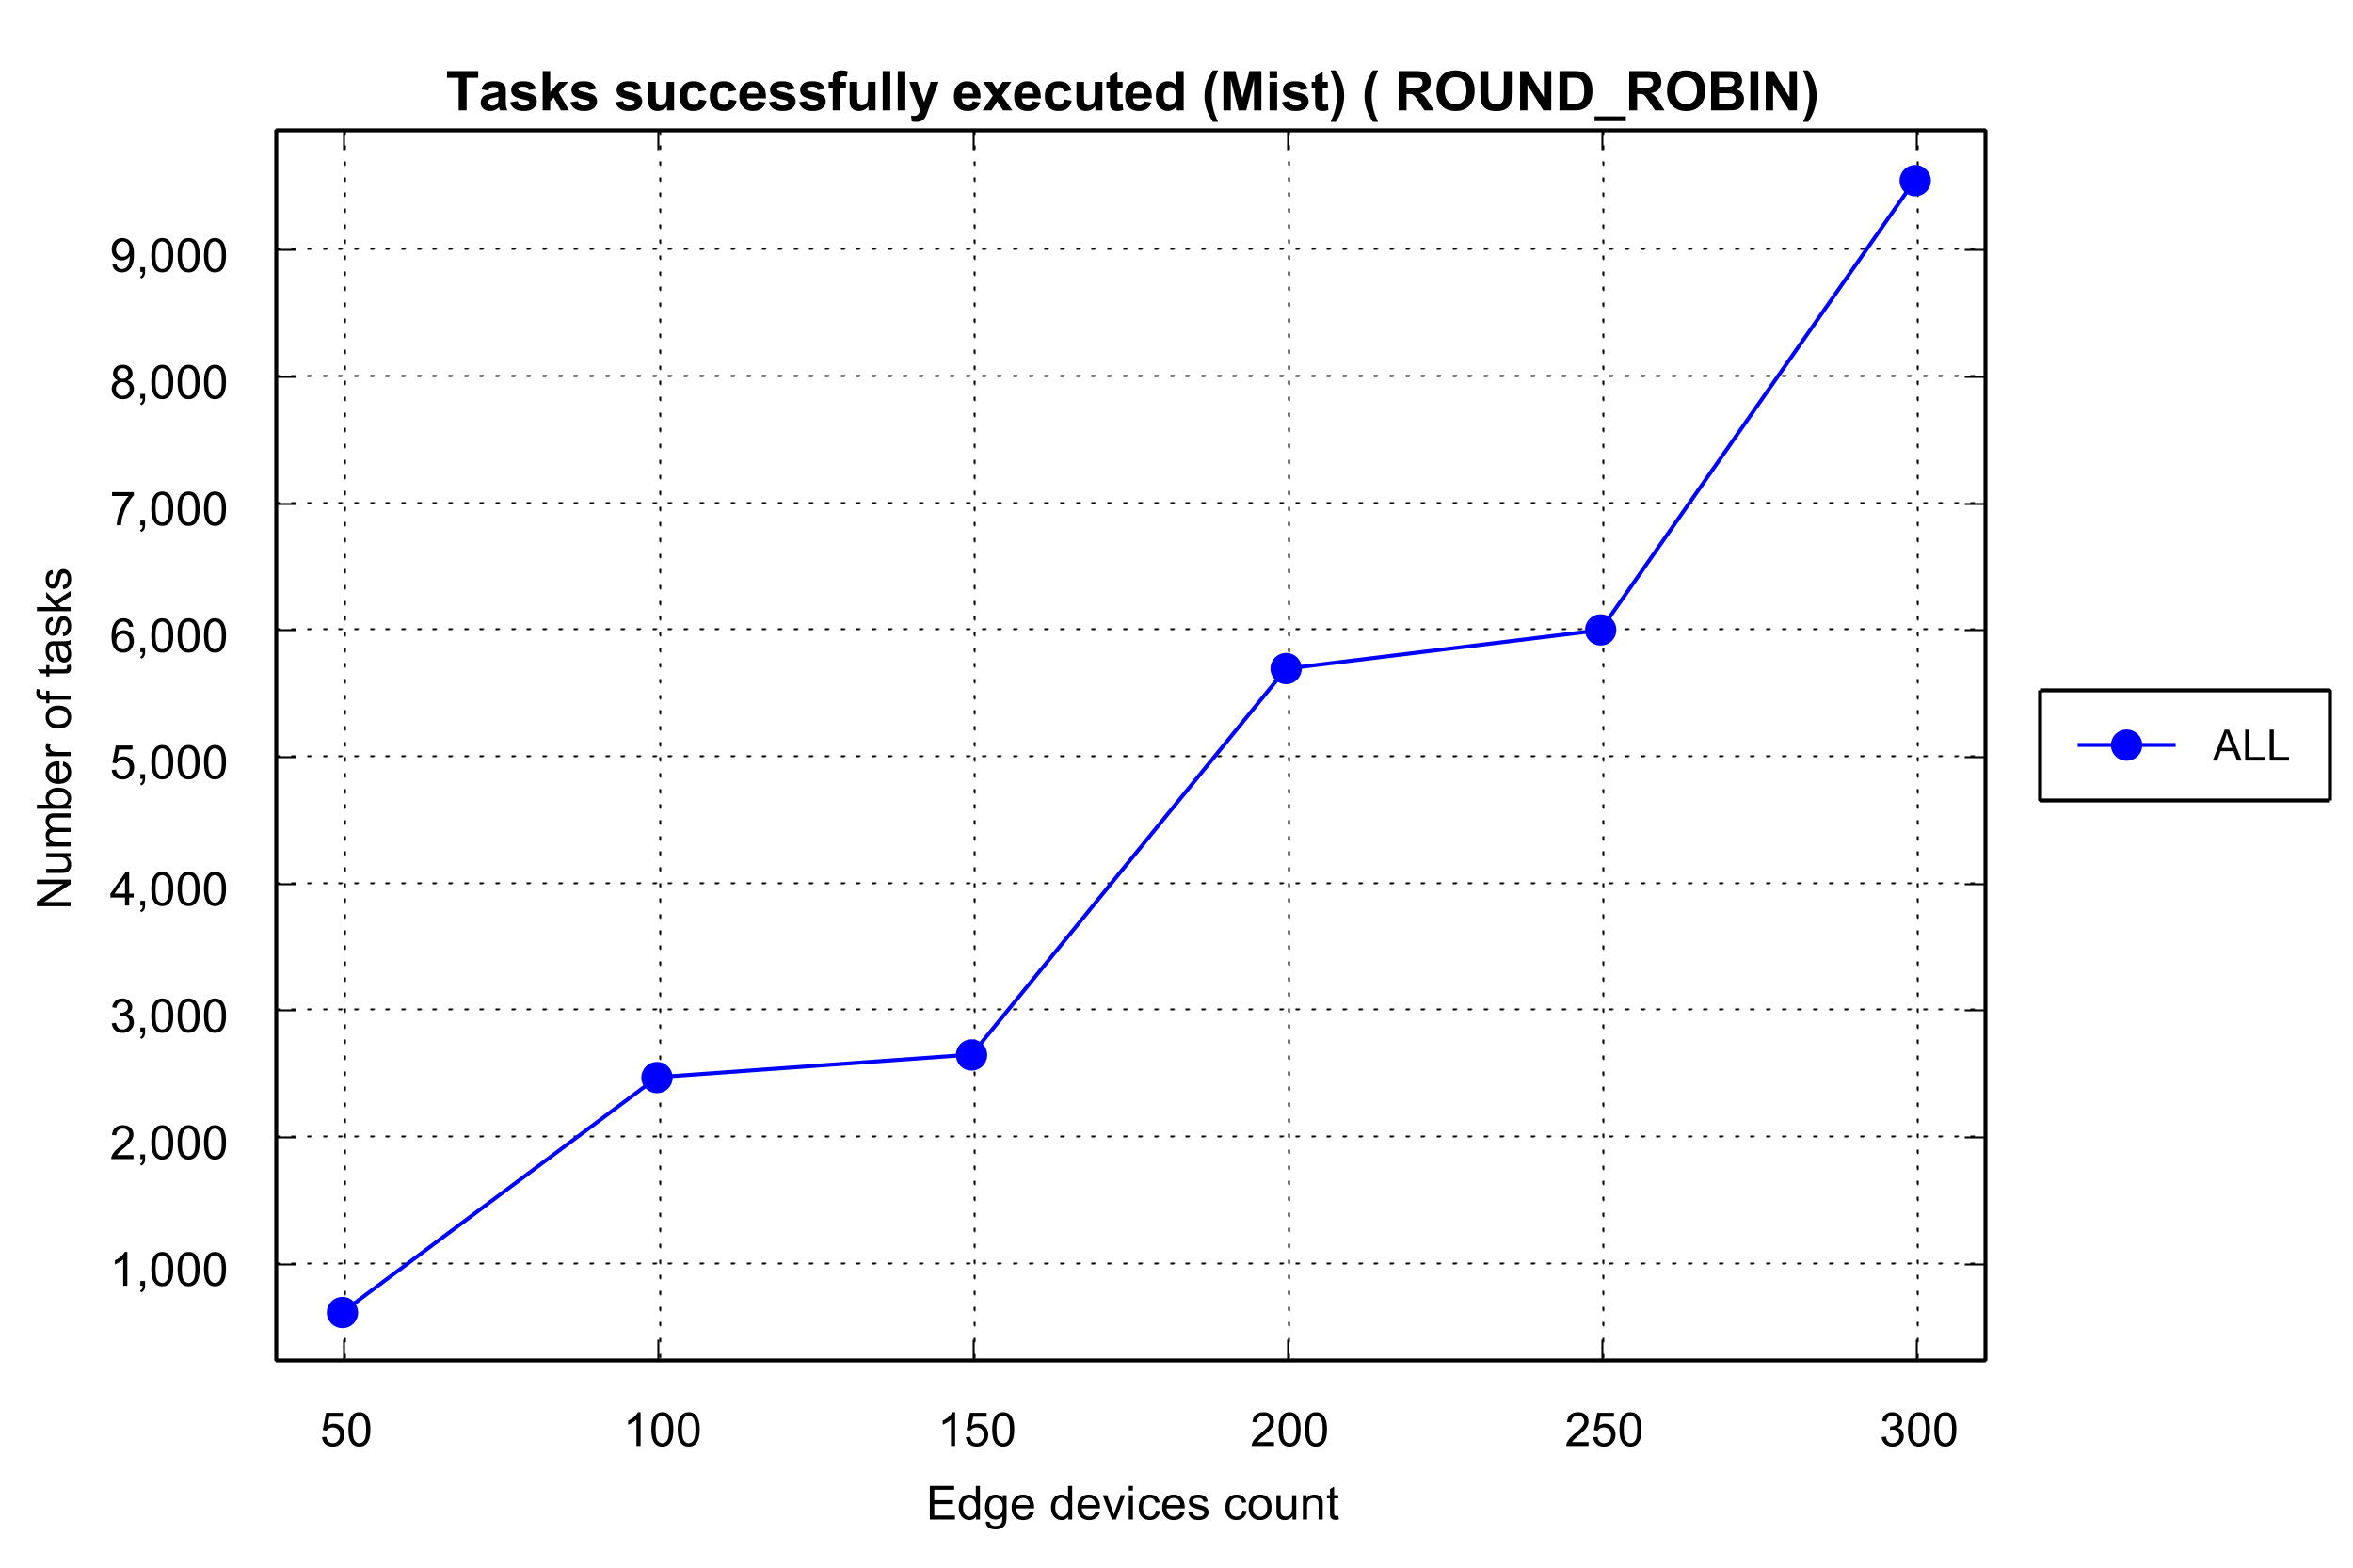 Tasks successfully executed (Mist) ( ROUND_ROBIN)
9,000
8,000
7,000
6,000
5,000
4,000
3,000
2,000
1,000
Number of tasks
ALL
50 100 150 200 250 300
Edge devices count